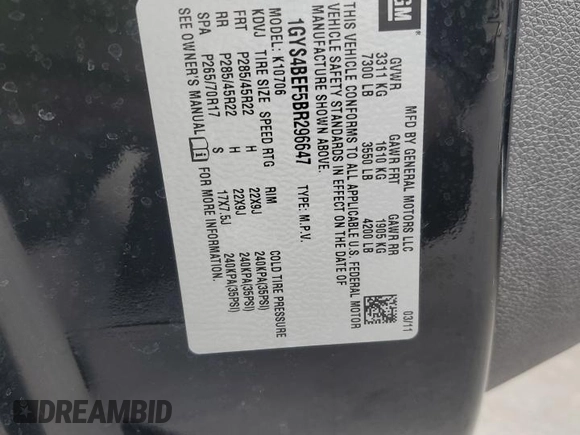 GM
MFD BY GENERAL MOTORS LLC 03/11
GVWR GAWR FRT GAWR RR
3311 KG 1610 KG 1905 KG
7300 LB 3550 LB 4200 LB
THIS VEHICLE CONFORMS TO ALL APPLICABLE U.S. FEDERAL MOTOR
VEHICLE SAFETY STANDARDS IN EFFECT ON THE DATE OF
MANUFACTURE SHOWN ABOVE.
1GYS4BEF5BR296647 TYPE: M.P.V.
MODEL: K10706
KDVJ TIRE SIZE SPEED RTG RIM COLD TIRE PRESSURE
FRT P285/45R22 H 22X9J 240KPA(35PSI)
RR P285/45R22 H 22X9J 240KPA(35PSI)
SPA P265/70R17 S 17X7.5J 240KPA(35PSI)
SEE OWNER'S MANUAL FOR MORE INFORMATION.
DREAMBID